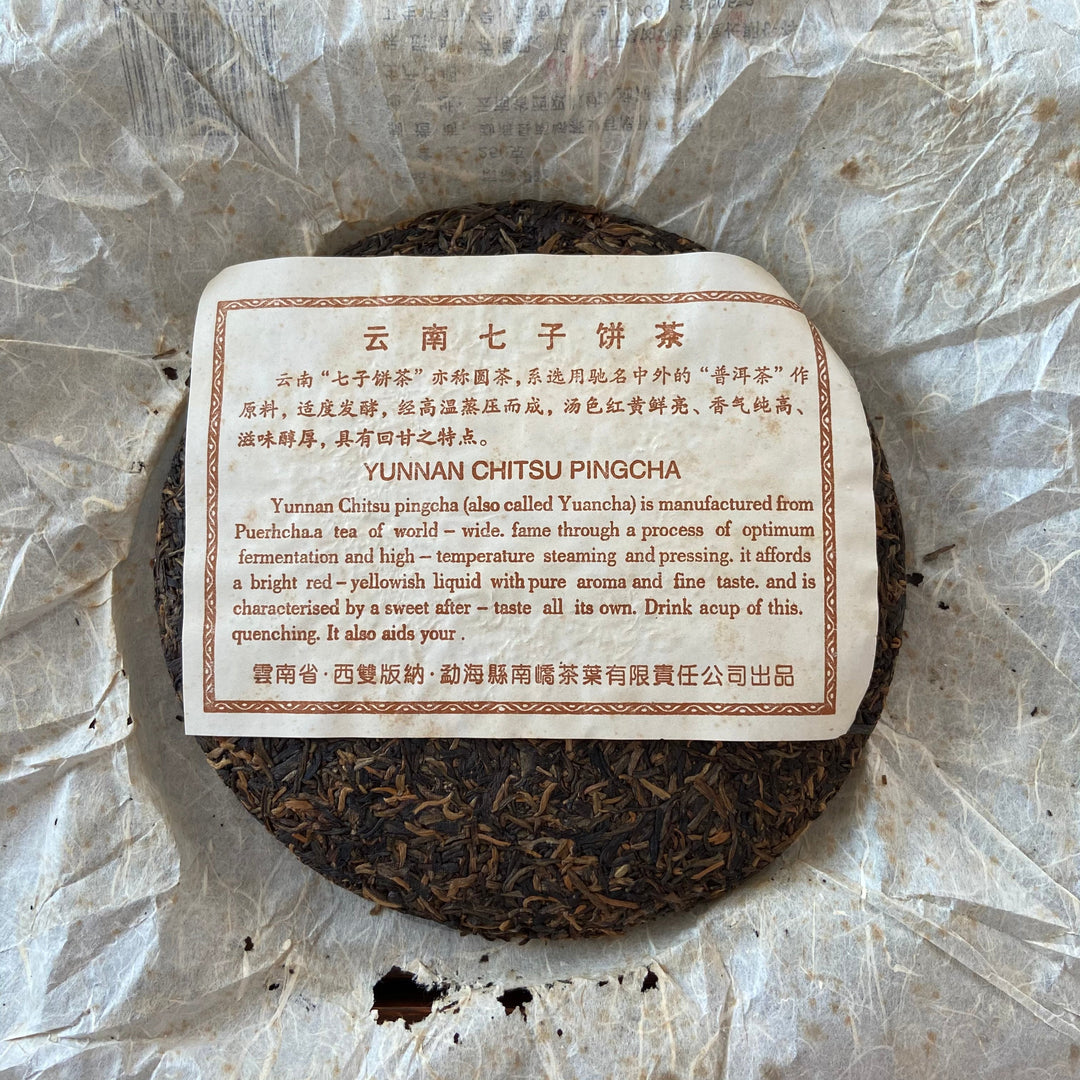 云南七子饼茶
云南“七子饼茶”亦称圆茶,系选用驰名中外的“普洱茶”作
原料,适度发酵,经高温蒸压而成,汤色红黄鲜亮、香气纯高、
滋味醇厚,具有回甘之特点。
YUNNAN CHITSU PINGCHA
Yunnan Chitsu pingcha (also called Yuancha) is manufactured from
Puerhcha.a tea of world – wide. fame through a process of optimum
fermentation and high – temperature steaming and pressing. it affords
a bright red – yellowish liquid with pure aroma and fine taste. and is
characterised by a sweet after – taste all its own. Drink acup of this.
quenching. It also aids your .
雲南省·西雙版納·勐海縣南嶠茶葉有限責任公司出品